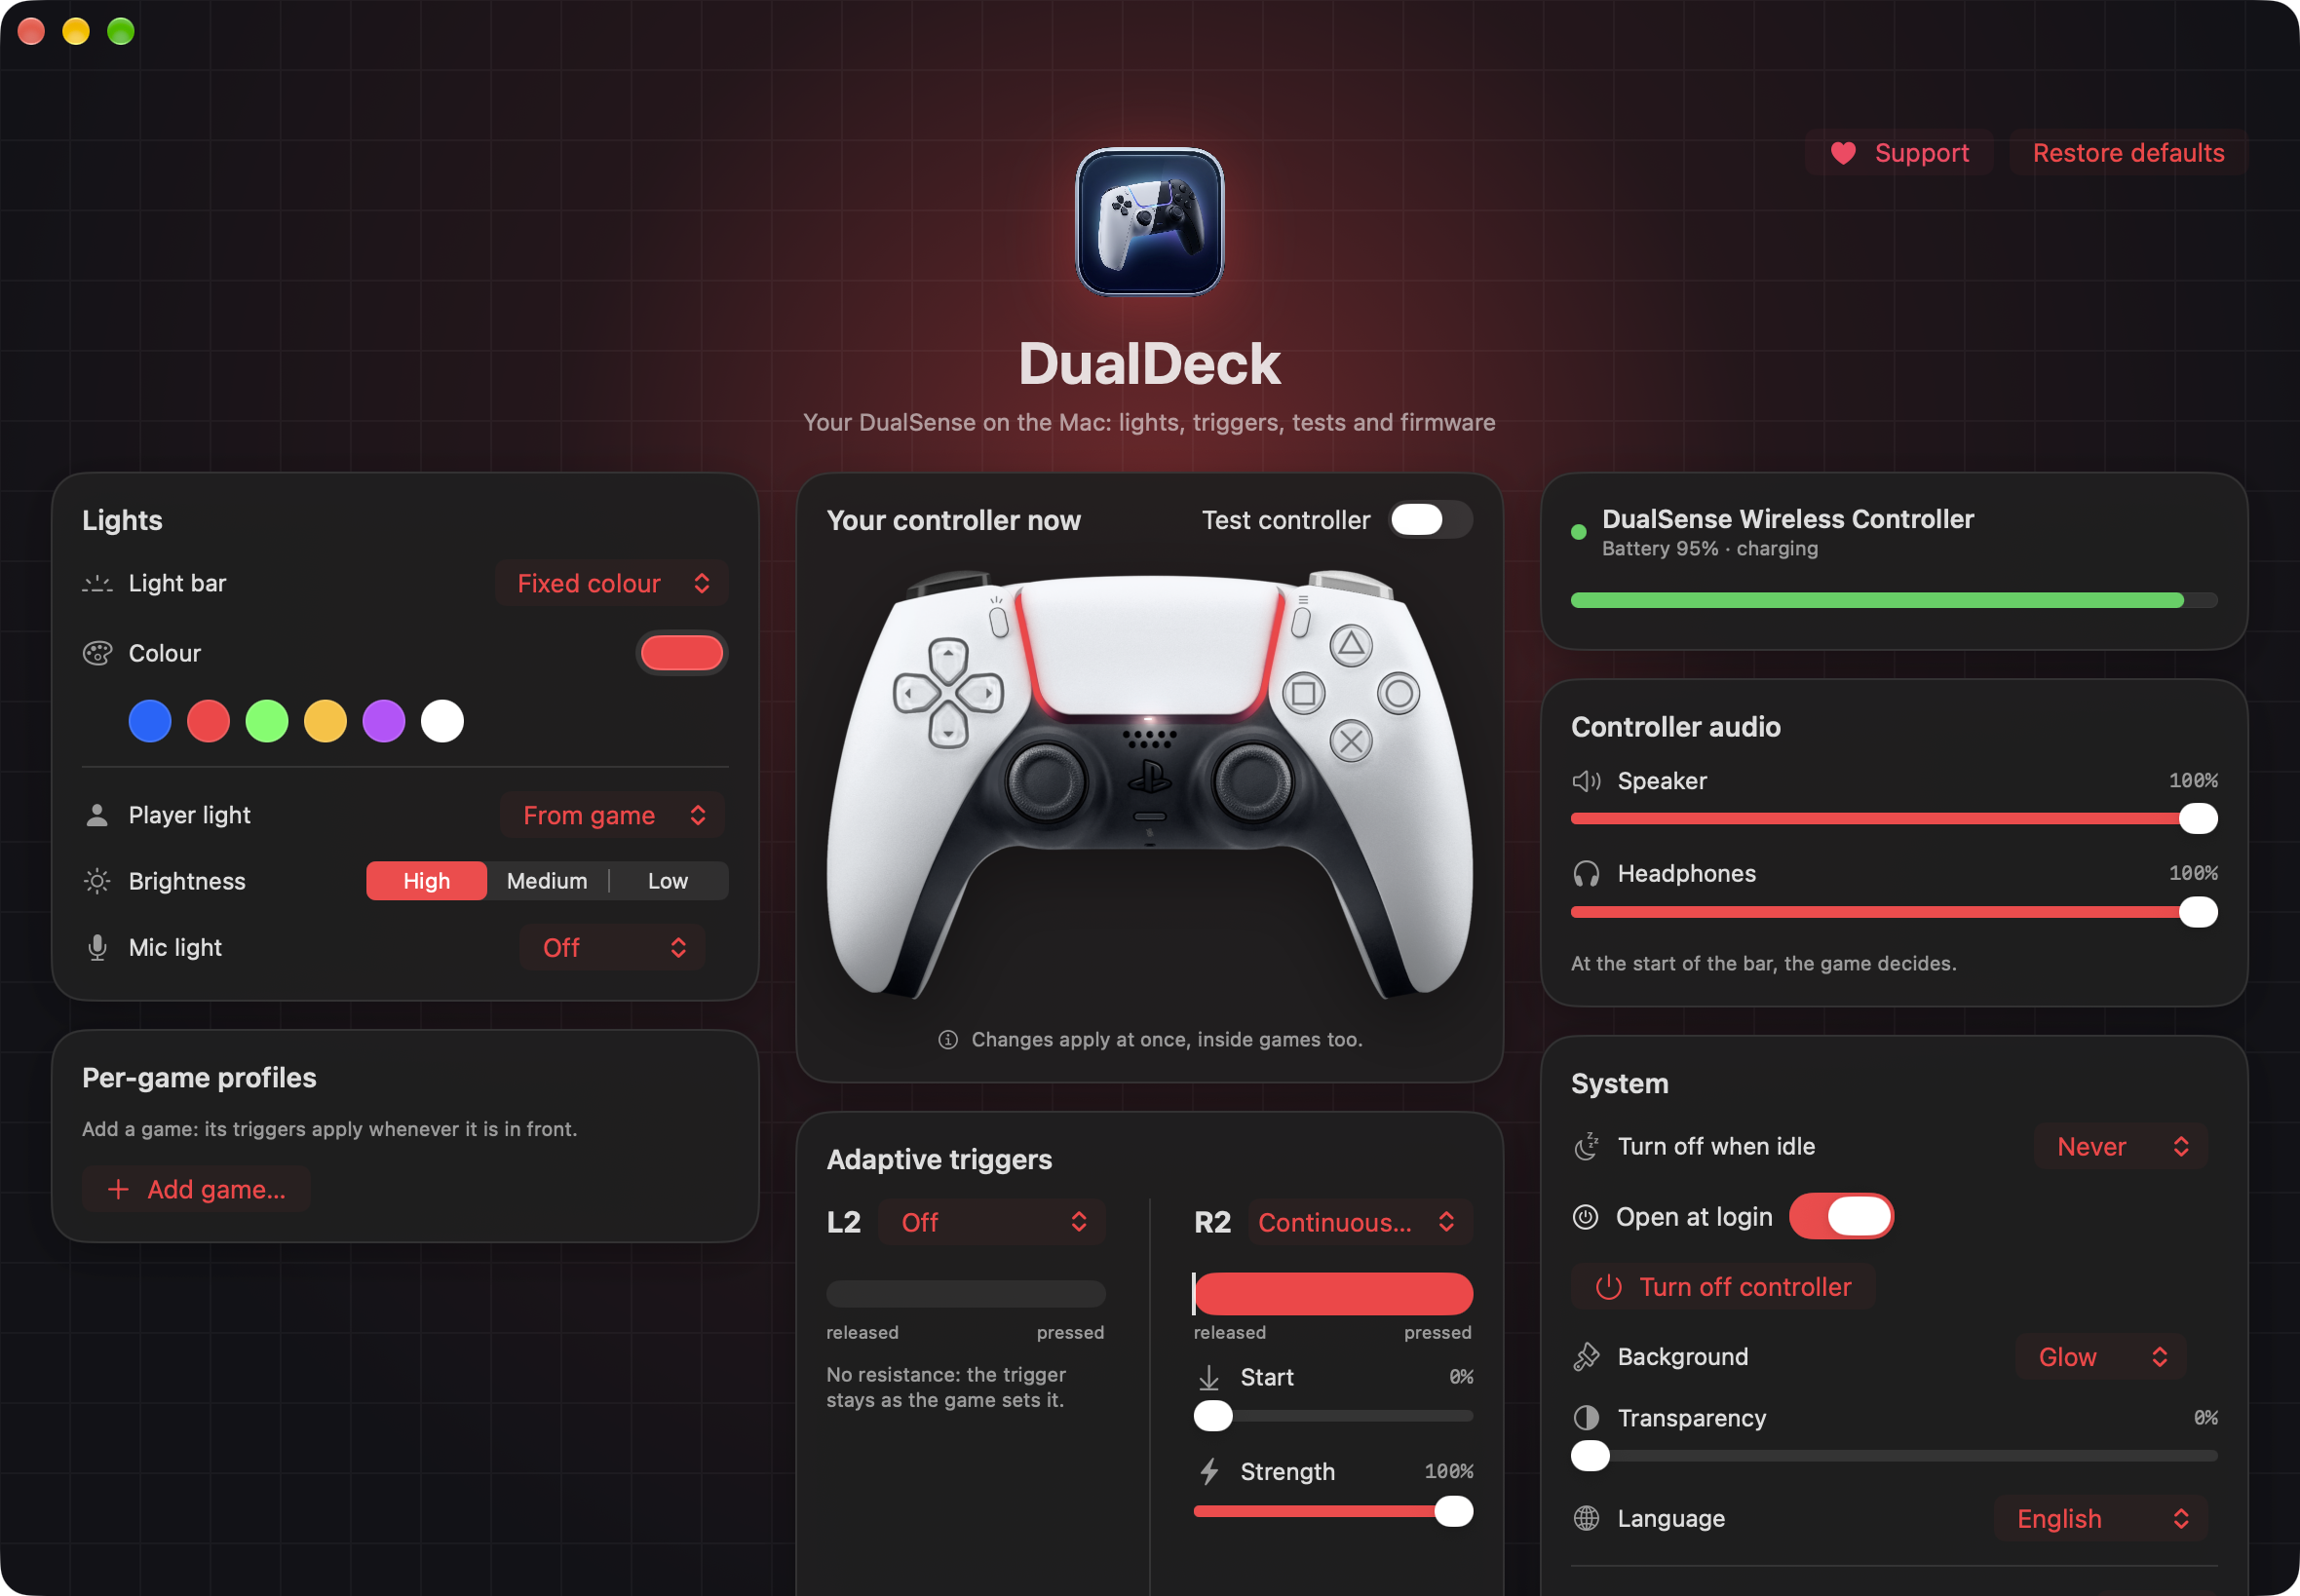 Support
Restore defaults
DualDeck
Your DualSense on the Mac: lights, triggers, tests and firmware
Lights
Light bar
Fixed colour
Colour
Player light
From game
Brightness
High
Medium
Low
Mic light
Off
Per-game profiles
Add a game: its triggers apply whenever it is in front.
Add game...
Your controller now
Test controller
Changes apply at once, inside games too.
Adaptive triggers
L2
Off
released
pressed
No resistance: the trigger
stays as the game sets it.
R2
Continuous...
released
pressed
Start
0%
Strength
100%
DualSense Wireless Controller
Battery 95% · charging
Controller audio
Speaker
100%
Headphones
100%
At the start of the bar, the game decides.
System
Turn off when idle
Never
Open at login
Turn off controller
Background
Glow
Transparency
0%
Language
English